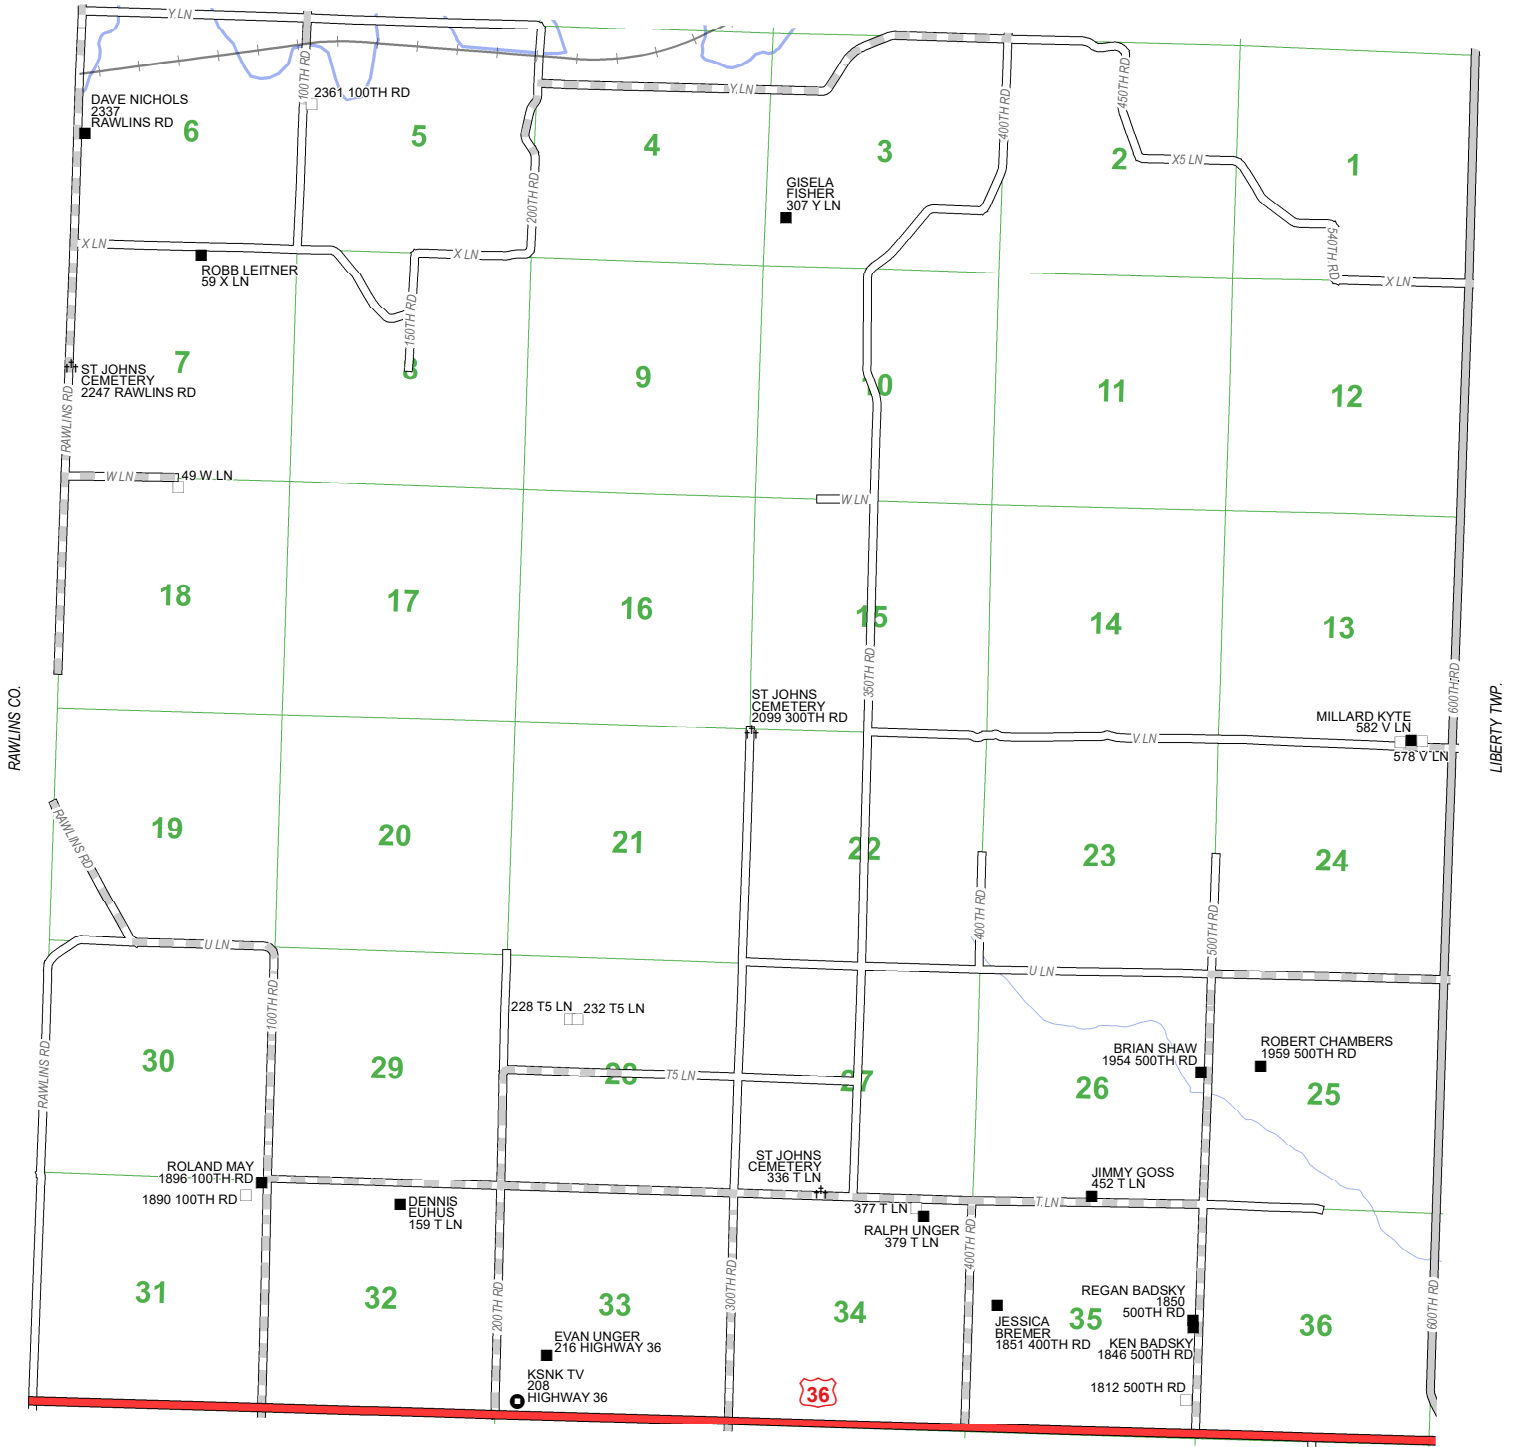 Y LN
100TH RD
2361 100TH RD
DAVE NICHOLS
2337
RAWLINS RD
6
5
4
3
2
1
Y LN
400TH RD
450TH RD
X5 LN
200TH RD
GISELA
FISHER
307 Y LN
540TH RD
X LN
X LN
X LN
ROBB LEITNER
59 X LN
150TH RD
ST JOHNS
CEMETERY
2247 RAWLINS RD
7
8
9
10
11
12
RAWLINS RD
W LN
49 W LN
W LN
18
17
16
15
14
13
350TH RD
600TH RD
RAWLINS CO.
LIBERTY TWP.
ST JOHNS
CEMETERY
2099 300TH RD
MILLARD KYTE
582 V LN
V LN
578 V LN
RAWLINS RD
19
20
21
22
23
24
400TH RD
500TH RD
U LN
U LN
100TH RD
228 T5 LN
232 T5 LN
RAWLINS RD
30
29
28
T5 LN
27
26
25
BRIAN SHAW
1954 500TH RD
ROBERT CHAMBERS
1959 500TH RD
ROLAND MAY
1896 100TH RD
1890 100TH RD
DENNIS
EUHUS
159 T LN
ST JOHNS
CEMETERY
336 T LN
JIMMY GOSS
452 T LN
T LN
377 T LN
RALPH UNGER
379 T LN
400TH RD
200TH RD
300TH RD
600TH RD
31
32
33
34
35
36
REGAN BADSKY
1850
500TH RD
JESSICA
BREMER
1851 400TH RD
KEN BADSKY
1846 500TH RD
EVAN UNGER
216 HIGHWAY 36
KSNK TV
208
HIGHWAY 36
36
1812 500TH RD